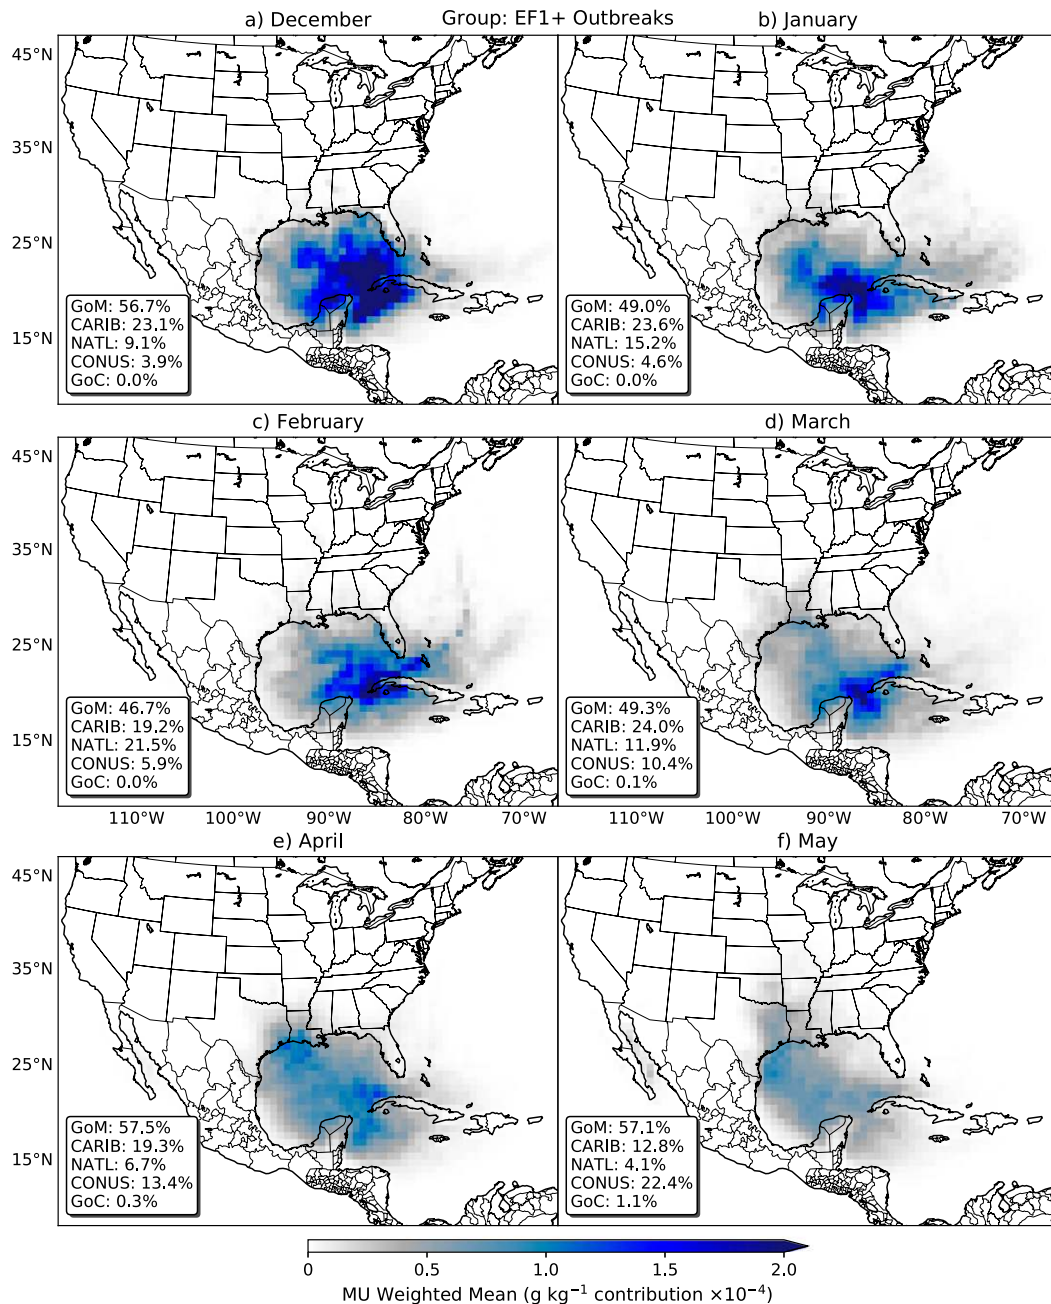 a) December
Group: EF1+ Outbreaks
b) January
45°N
35°N
25°N
15°N
GoM: 56.7%
CARIB: 23.1%
NATL: 9.1%
CONUS: 3.9%
GoC: 0.0%
GoM: 49.0%
CARIB: 23.6%
NATL: 15.2%
CONUS: 4.6%
GoC: 0.0%
c) February
d) March
45°N
35°N
25°N
15°N
GoM: 46.7%
CARIB: 19.2%
NATL: 21.5%
CONUS: 5.9%
GoC: 0.0%
GoM: 49.3%
CARIB: 24.0%
NATL: 11.9%
CONUS: 10.4%
GoC: 0.1%
110°W 100°W 90°W 80°W 70°W
110°W 100°W 90°W 80°W 70°W
e) April
f) May
45°N
35°N
25°N
15°N
GoM: 57.5%
CARIB: 19.3%
NATL: 6.7%
CONUS: 13.4%
GoC: 0.3%
GoM: 57.1%
CARIB: 12.8%
NATL: 4.1%
CONUS: 22.4%
GoC: 1.1%
0 0.5 1.0 1.5 2.0
MU Weighted Mean (g kg⁻¹ contribution ×10⁻⁴)